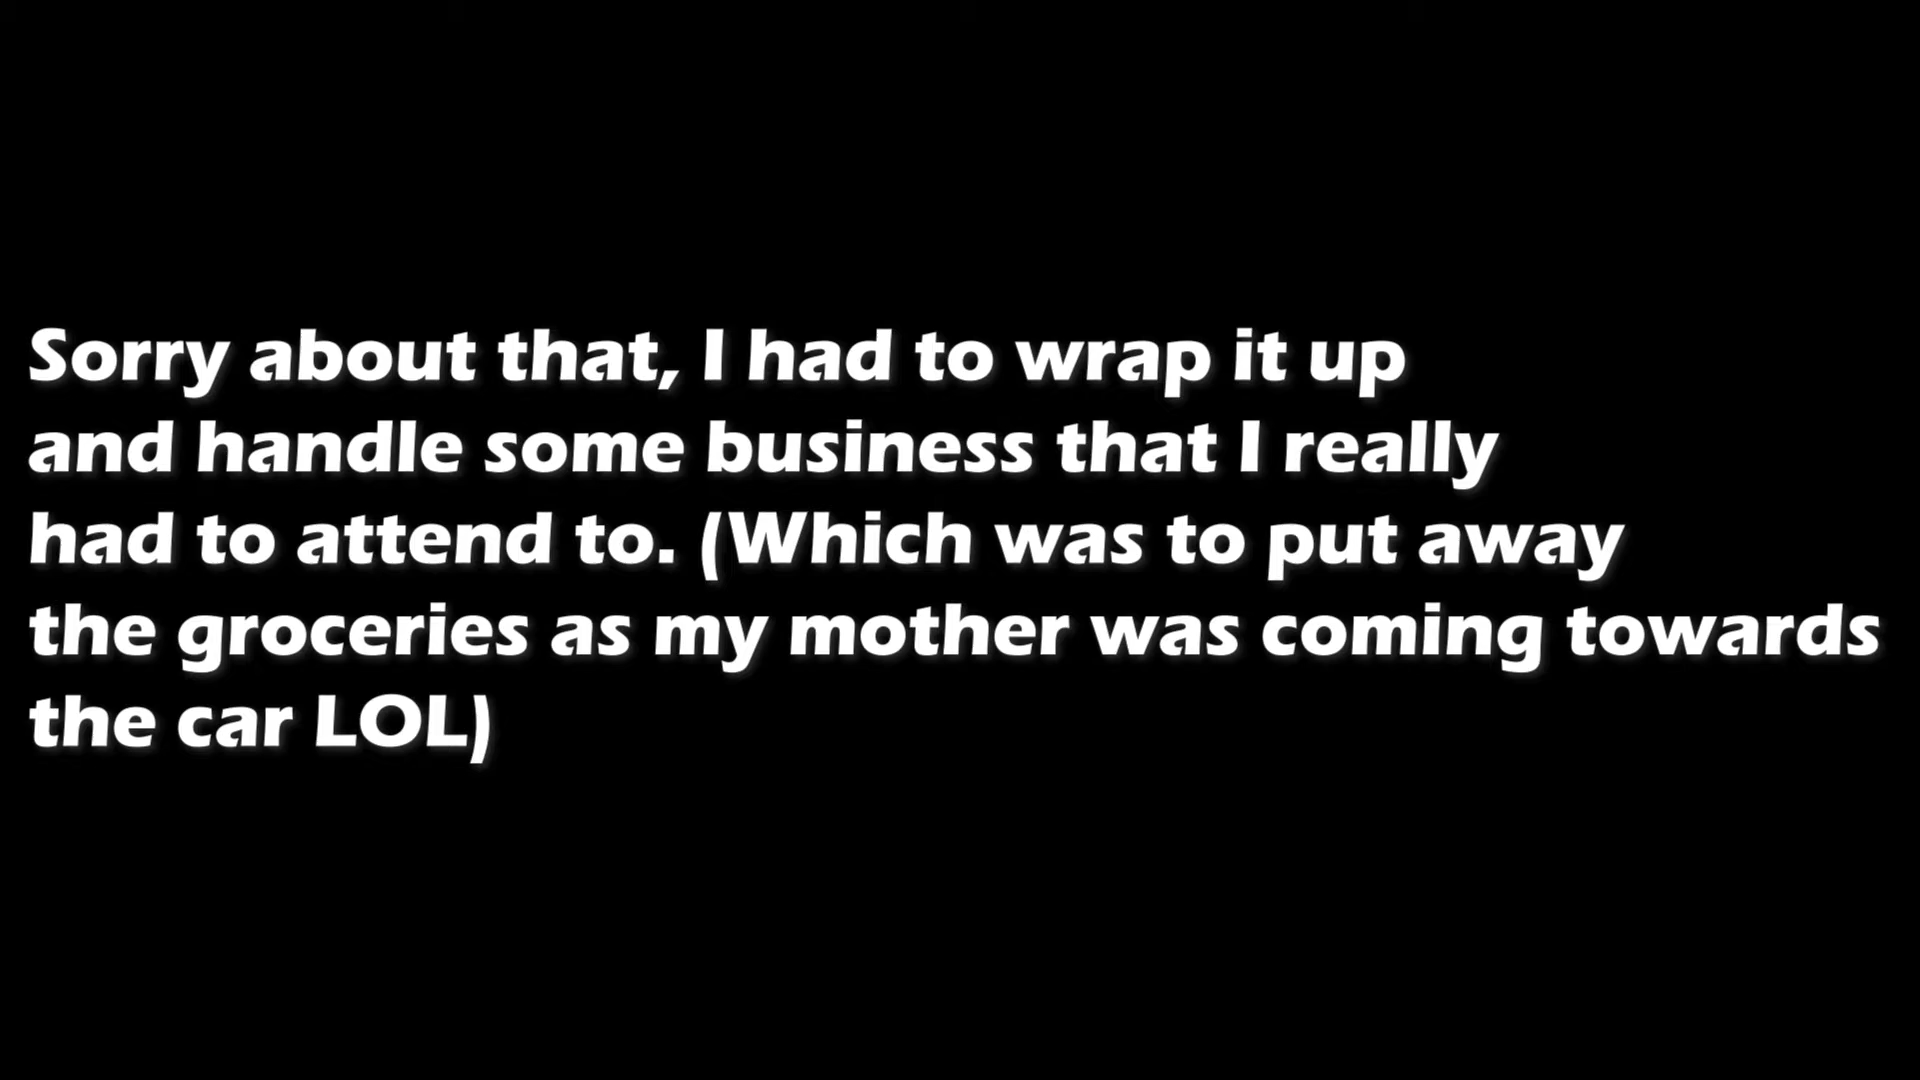 Sorry about that, I had to wrap it up
and handle some business that I really
had to attend to. (Which was to put away
the groceries as my mother was coming towards
the car LOL)